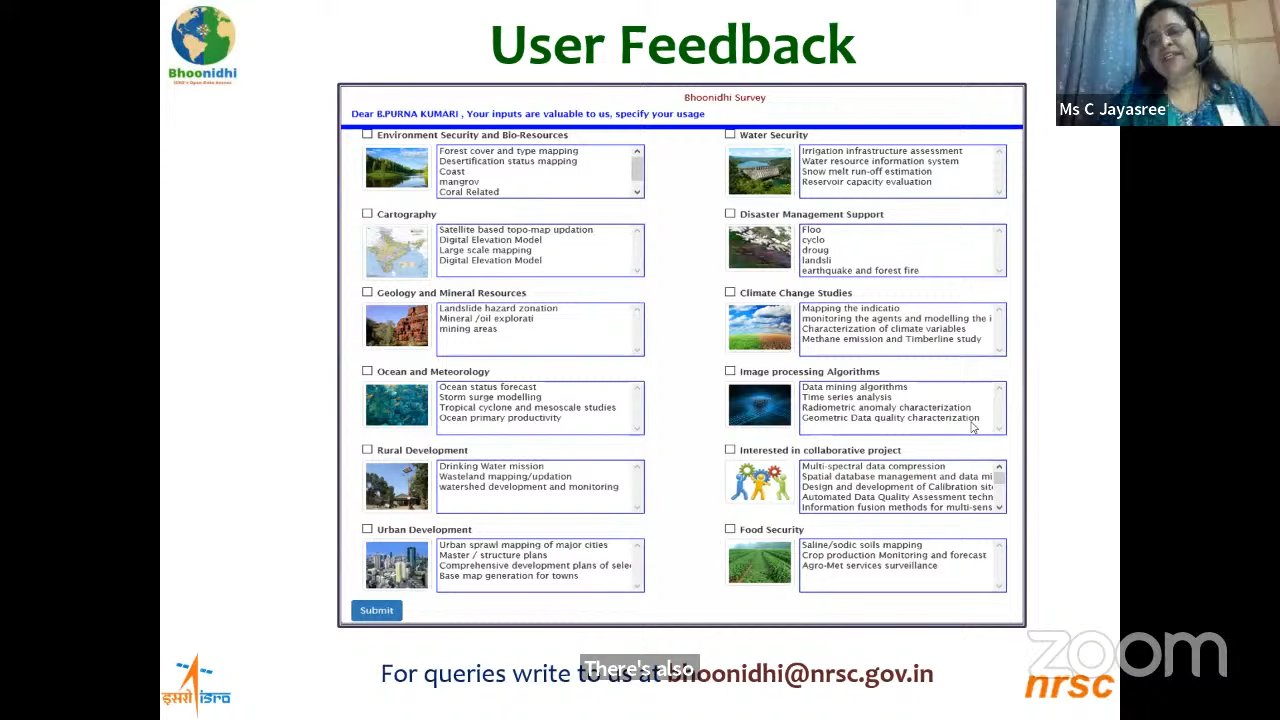 User Feedback
Bhoonidhi
Ms C Jayasree
Bhoonidhi Survey
Dear B.PURNA KUMARI , Your inputs are valuable to us, specify your usage
Environment Security and Bio-Resources
Forest cover and type mapping
Desertification status mapping
Coast
mangrov
Coral Related
Water Security
Irrigation infrastructure assessment
Water resource information system
Snow melt run-off estimation
Reservoir capacity evaluation
Cartography
Satellite based topo-map updation
Digital Elevation Model
Large scale mapping
Digital Elevation Model
Disaster Management Support
Floo
cyclo
droug
landsli
earthquake and forest fire
Geology and Mineral Resources
Landslide hazard zonation
Mineral /oil explorati
mining areas
Climate Change Studies
Mapping the indicatio
monitoring the agents and modelling the i
Characterization of climate variables
Methane emission and Timberline study
Ocean and Meteorology
Ocean status forecast
Storm surge modelling
Tropical cyclone and mesoscale studies
Ocean primary productivity
Image processing Algorithms
Data mining algorithms
Time series analysis
Radiometric anomaly characterization
Geometric Data quality characterization
Rural Development
Drinking Water mission
Wasteland mapping/updation
watershed development and monitoring
Interested in collaborative project
Multi-spectral data compression
Spatial database management and data mi
Design and development of Calibration sit
Automated Data Quality Assessment techn
Information fusion methods for multi-sens
Urban Development
Urban sprawl mapping of major cities
Master / structure plans
Comprehensive development plans of selec
Base map generation for towns
Food Security
Saline/sodic soils mapping
Crop production Monitoring and forecast
Agro-Met services surveillance
Submit
For queries write to us at bhoonidhi@nrsc.gov.in
There's also
इसरो isro
zoom
nrsc